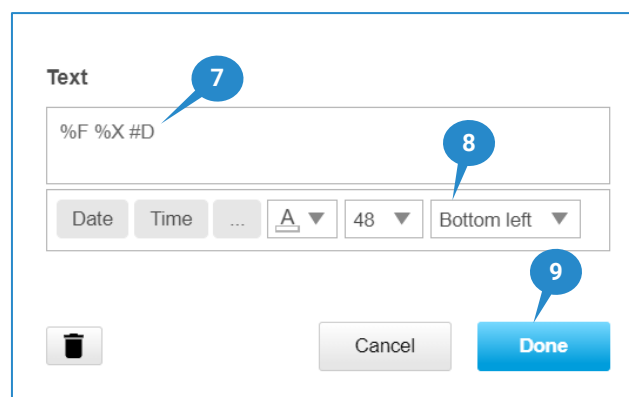 Text
7
%F %X #D
8
Date Time ... A 48 Bottom left
9
Cancel Done